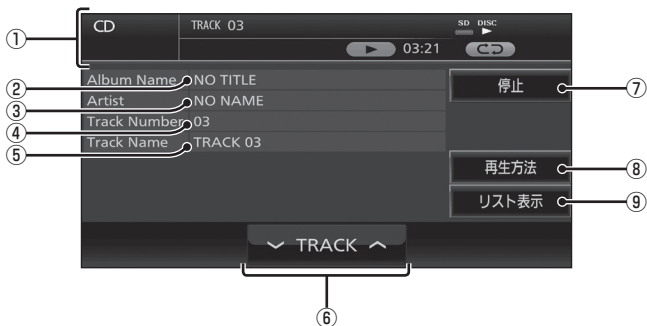 CD TRACK 03 SD DISC
03:21
①
Album Name NO TITLE
②
停止
⑦
Artist NO NAME
③
Track Number 03
④
Track Name TRACK 03
⑤
再生方法
⑧
リスト表示
⑨
TRACK
⑥